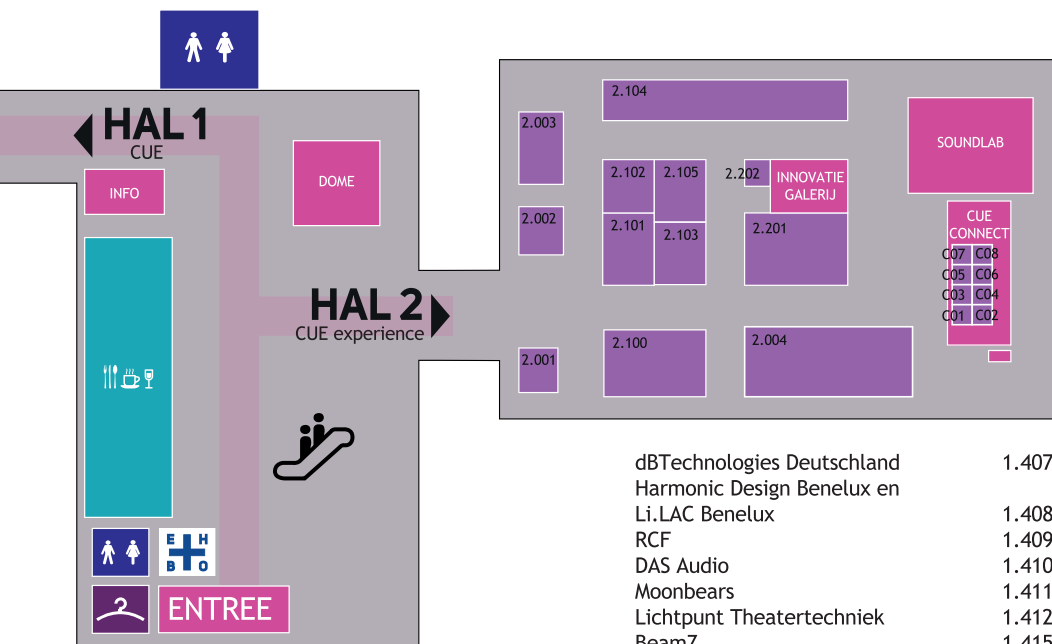 HAL 1
CUE
INFO
DOME
HAL 2
CUE experience
E H
B O
ENTREE
2.104
2.003
2.102
2.105
2.202
INNOVATIE
GALERIJ
SOUNDLAB
2.002
2.101
2.103
2.201
CUE
CONNECT
C07 C08
C05 C06
C03 C04
C01 C02
2.001
2.100
2.004
dBTechnologies Deutschland 1.407
Harmonic Design Benelux en
Li.LAC Benelux 1.408
RCF 1.409
DAS Audio 1.410
Moonbears 1.411
Lichtpunt Theatertechniek 1.412
BeamZ 1.415